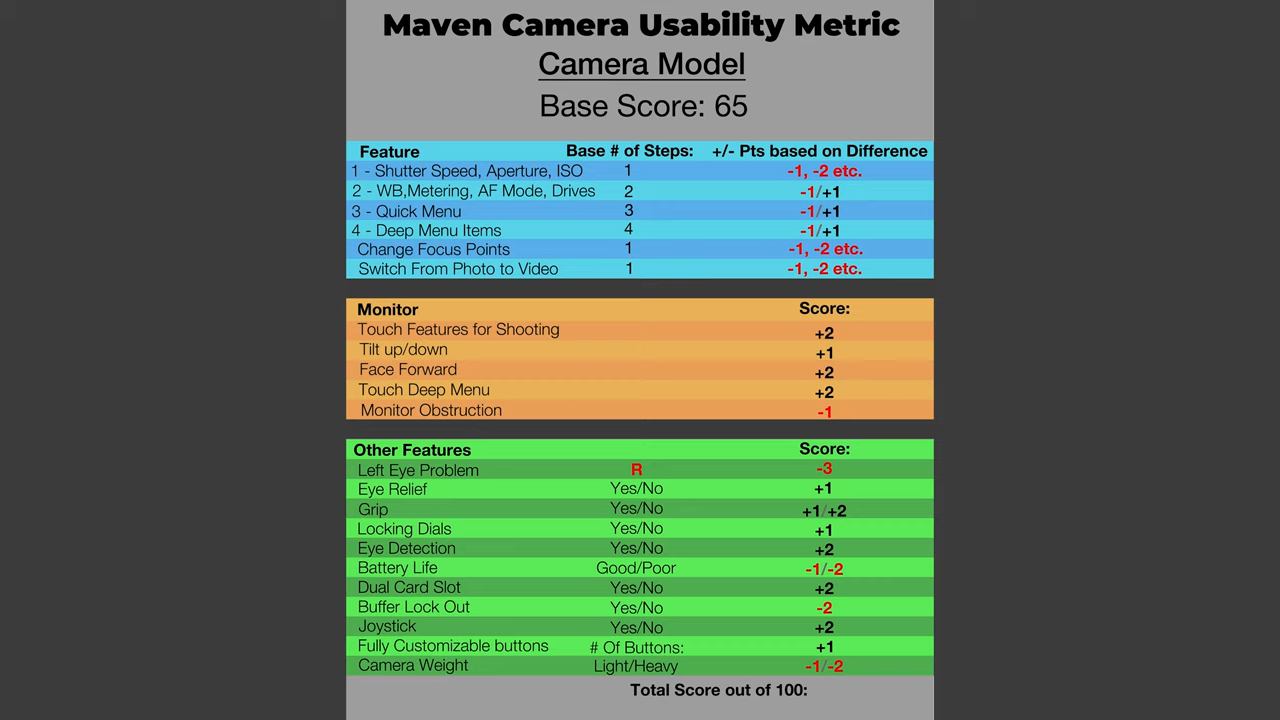 Maven Camera Usability Metric
Camera Model
Base Score: 65
Feature Base # of Steps: +/- Pts based on Difference
1 - Shutter Speed, Aperture, ISO 1 -1, -2 etc.
2 - WB,Metering, AF Mode, Drives 2 -1/+1
3 - Quick Menu 3 -1/+1
4 - Deep Menu Items 4 -1/+1
Change Focus Points 1 -1, -2 etc.
Switch From Photo to Video 1 -1, -2 etc.
Monitor Score:
Touch Features for Shooting +2
Tilt up/down +1
Face Forward +2
Touch Deep Menu +2
Monitor Obstruction -1
Other Features Score:
Left Eye Problem R -3
Eye Relief Yes/No +1
Grip Yes/No +1/+2
Locking Dials Yes/No +1
Eye Detection Yes/No +2
Battery Life Good/Poor -1/-2
Dual Card Slot Yes/No +2
Buffer Lock Out Yes/No -2
Joystick Yes/No +2
Fully Customizable buttons # Of Buttons: +1
Camera Weight Light/Heavy -1/-2
Total Score out of 100: